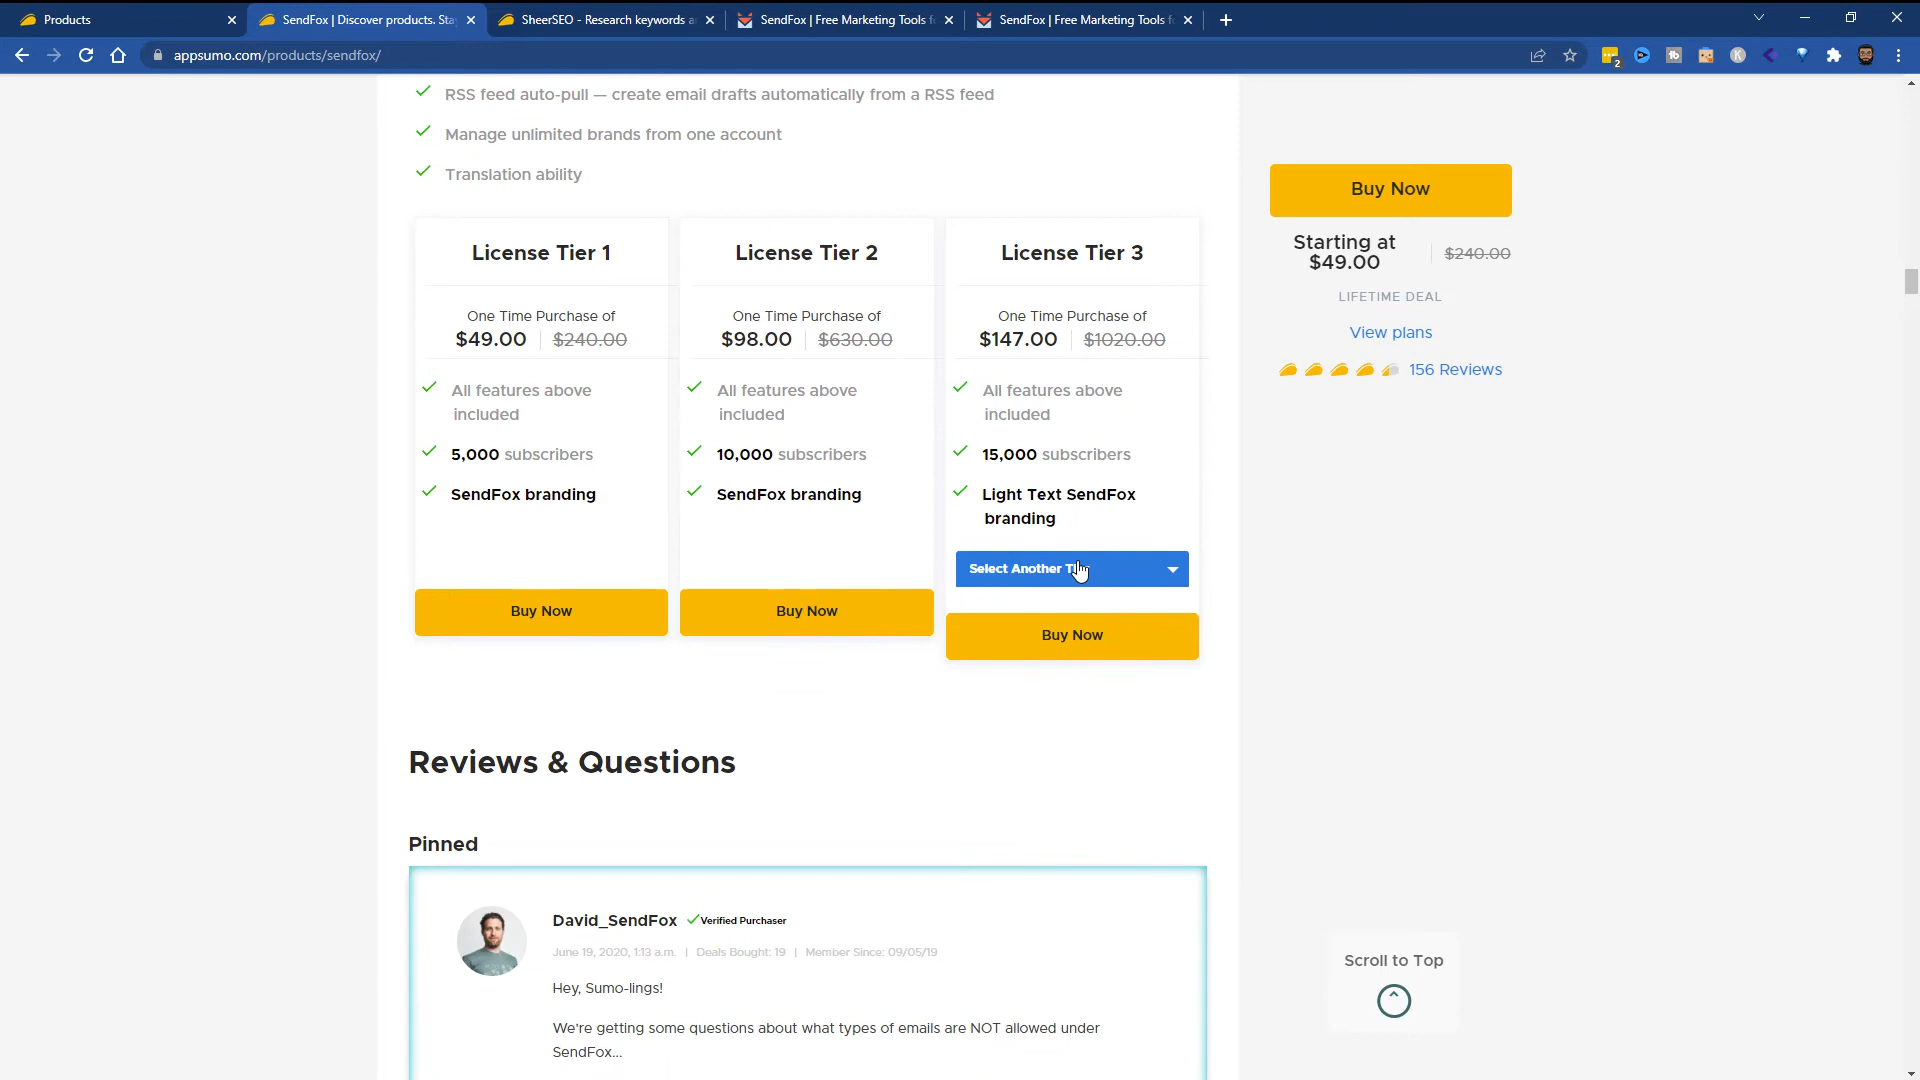 Products
SendFox | Discover products. Sta
SheerSEO - Research keywords a
SendFox | Free Marketing Tools f
SendFox | Free Marketing Tools f
appsumo.com/products/sendfox/
2
tb
K
RSS feed auto-pull — create email drafts automatically from a RSS feed
Manage unlimited brands from one account
Translation ability
License Tier 1
One Time Purchase of
$49.00 $240.00
All features above
included
5,000 subscribers
SendFox branding
Buy Now
License Tier 2
One Time Purchase of
$98.00 $630.00
All features above
included
10,000 subscribers
SendFox branding
Buy Now
License Tier 3
One Time Purchase of
$147.00 $1020.00
All features above
included
15,000 subscribers
Light Text SendFox
branding
Select Another
Buy Now
Buy Now
Starting at
$49.00
$240.00
LIFETIME DEAL
View plans
156 Reviews
Reviews & Questions
Pinned
David_SendFox Verified Purchaser
June 19, 2020, 1:13 a.m. | Deals Bought: 19 | Member Since: 09/05/19
Hey, Sumo-lings!
We're getting some questions about what types of emails are NOT allowed under
SendFox...
Scroll to Top